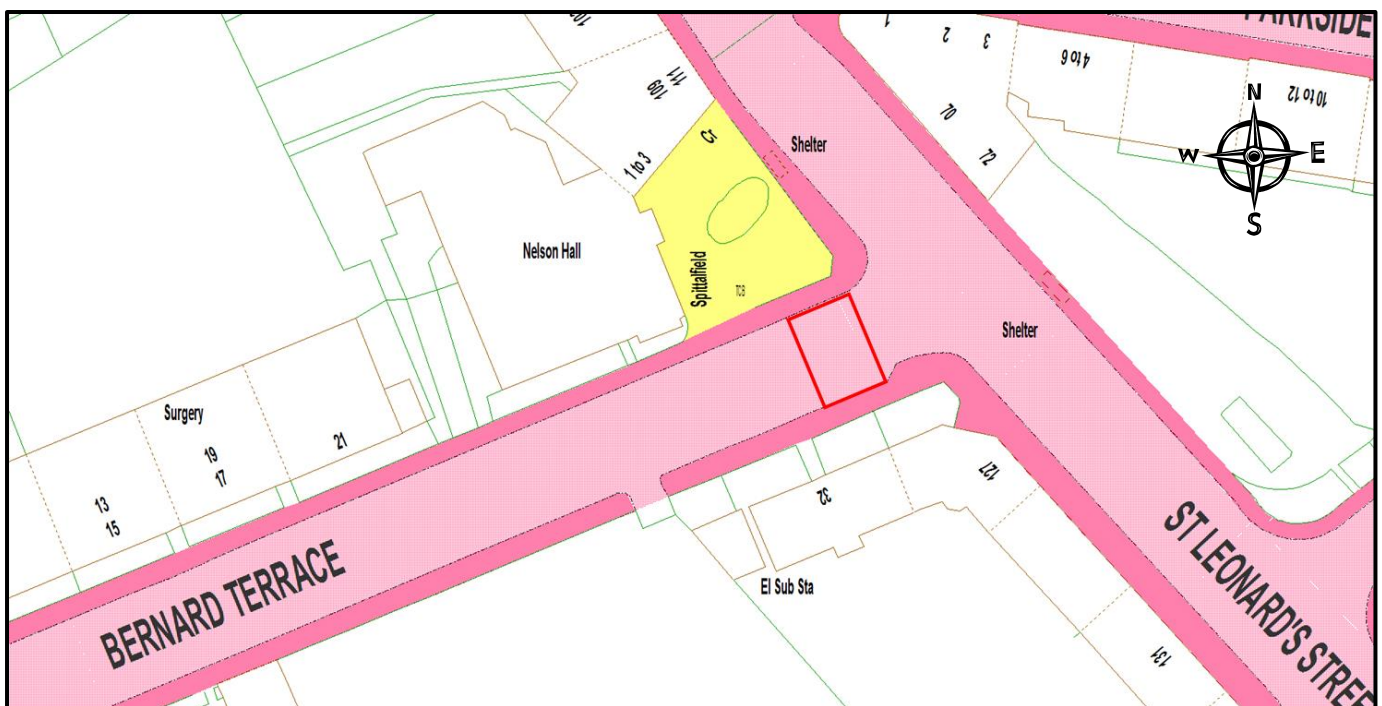 PARKSIDE
109
111
1
2
3
4 to 6
10 to 12
N
W
E
S
70
72
Cr
1 to 3
Shelter
Nelson Hall
Spittalfield
TCB
Shelter
Surgery
19
17
21
13
15
32
127
BERNARD TERRACE
El Sub Sta
ST LEONARD'S STREE
131